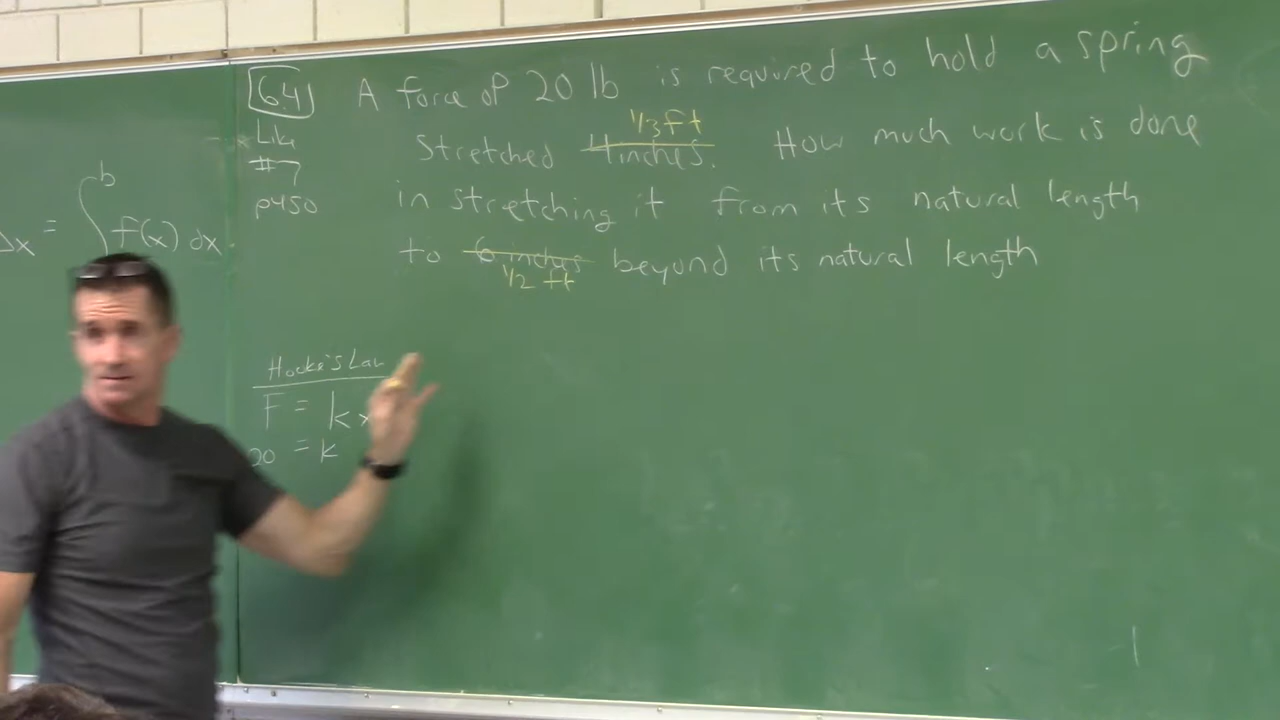 Δx = ∫ b f(x) dx
6.4 A force of 20 lb is required to hold a spring
Like
#7
p450
1/3 ft
stretched 4 inches. How much work is done
in stretching it from its natural length
to 6 inches beyond its natural length
1/2 ft
Hooke's Law
F = kx
20 = k